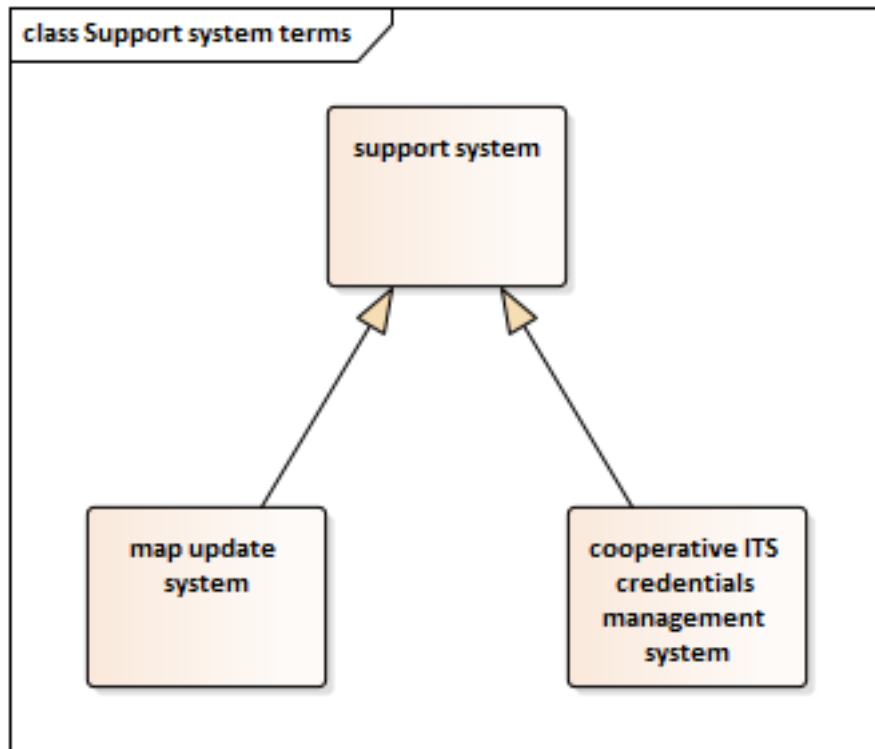 class Support system terms
support system
map update
system
cooperative ITS
credentials
management
system